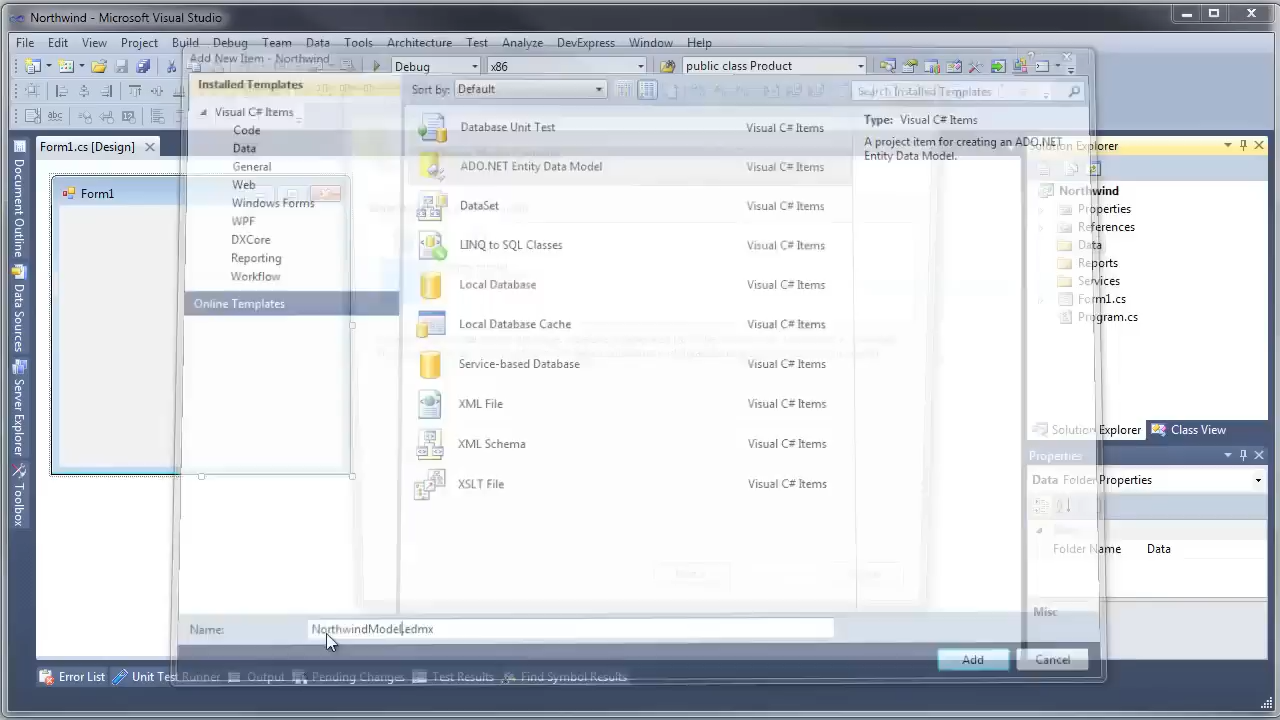 Northwind - Microsoft Visual Studio
File Edit View Project Build Debug Team Data Tools Architecture Test Analyze DevExpress Window Help
Add New Item - Northwind
Debug x86 public class Product
Installed Templates
Sort by: Default
Search Installed Templates
Visual C# Items
Code
Data
General
Web
Windows Forms
WPF
DXCore
Reporting
Workflow
Online Templates
Database Unit Test Visual C# Items
ADO.NET Entity Data Model Visual C# Items
DataSet Visual C# Items
LINQ to SQL Classes Visual C# Items
Local Database Visual C# Items
Local Database Cache Visual C# Items
Service-based Database Visual C# Items
XML File Visual C# Items
XML Schema Visual C# Items
XSLT File Visual C# Items
Type: Visual C# Items
A project item for creating an ADO.NET
Entity Data Model.
Form1.cs [Design]
Form1
Document Outline
Data Sources
Server Explorer
Toolbox
Solution Explorer
Northwind
Properties
References
Data
Reports
Services
Form1.cs
Program.cs
Solution Explorer Class View
Properties
Data Folder Properties
Folder Name Data
Misc
Name: NorthwindModel.edmx
Add Cancel
Error List Unit Test Runner Output Pending Changes Test Results Find Symbol Results